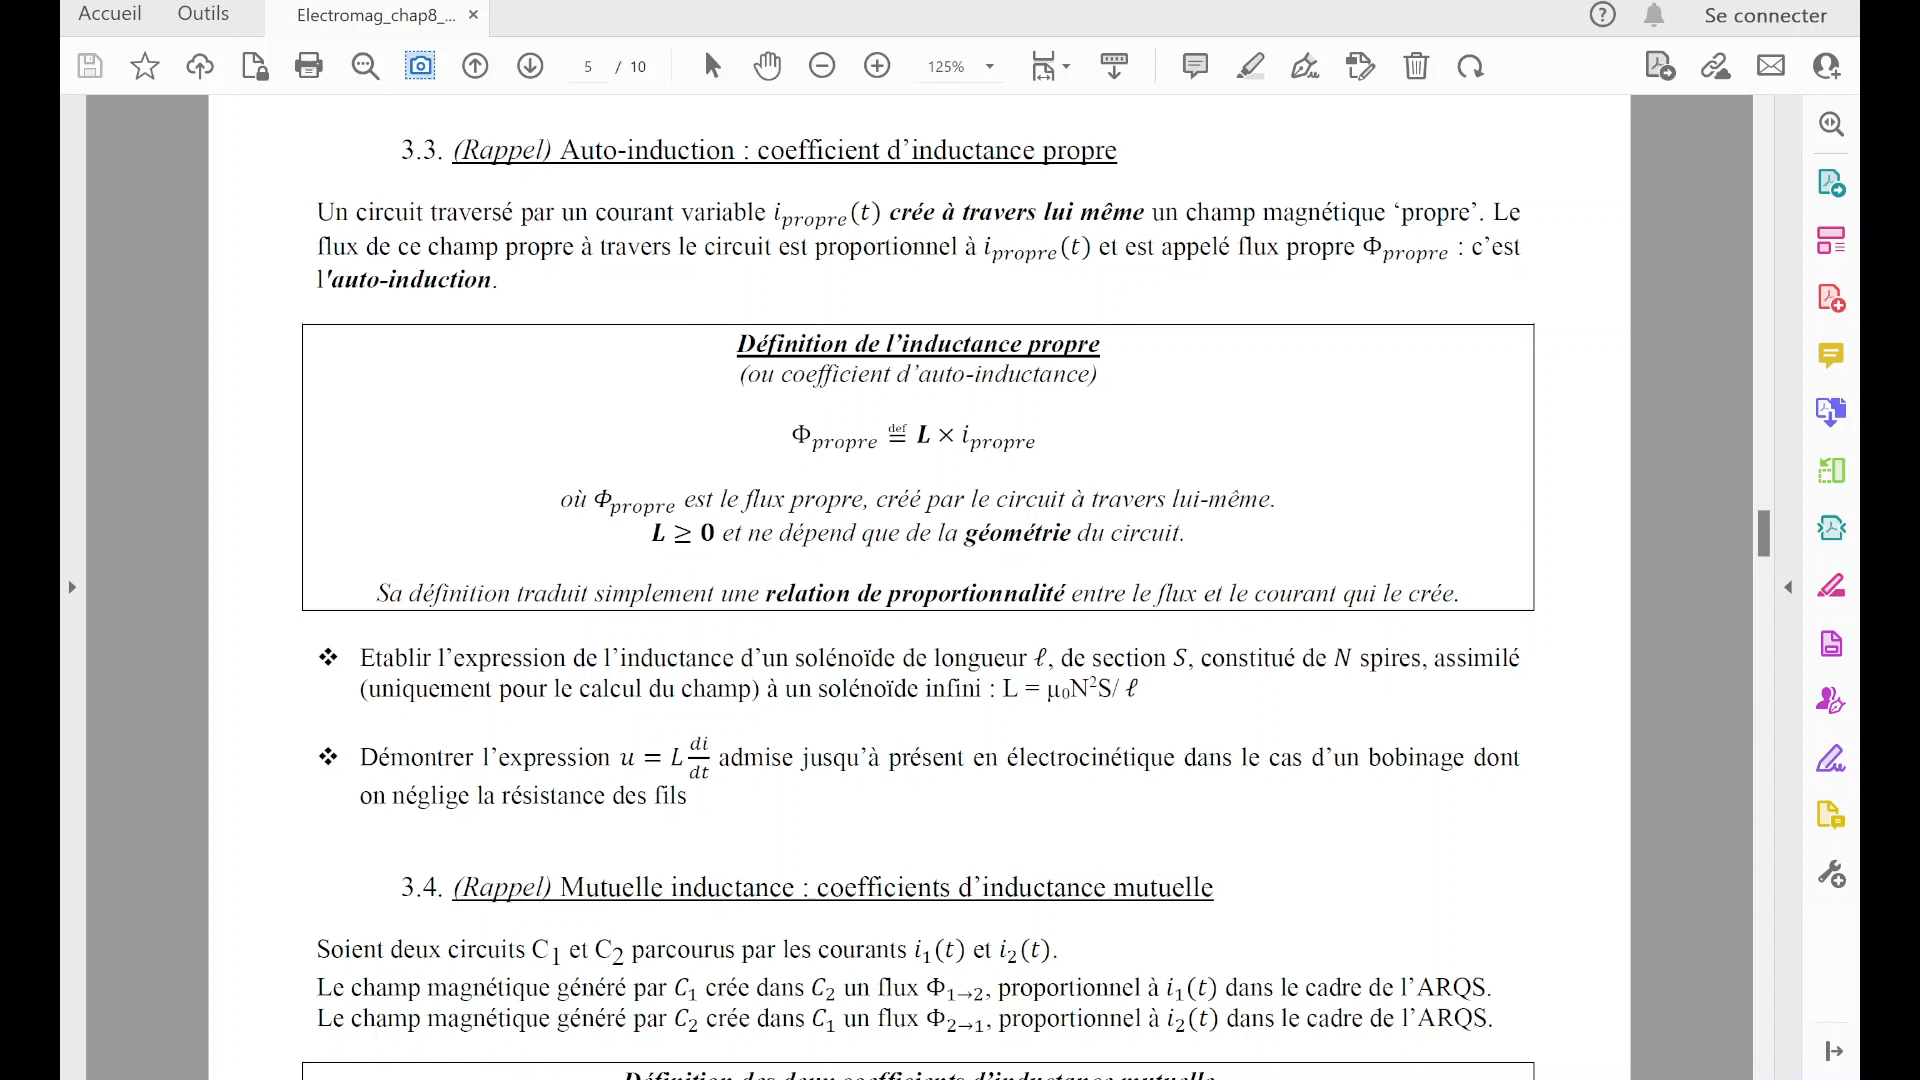 Accueil Outils Electromag_chap8_... × Se connecter
5 / 10 125%
3.3. (Rappel) Auto-induction : coefficient d’inductance propre
Un circuit traversé par un courant variable i_propre(t) crée à travers lui même un champ magnétique ‘propre’. Le
flux de ce champ propre à travers le circuit est proportionnel à i_propre(t) et est appelé flux propre Φ_propre : c’est
l'auto-induction.
Définition de l’inductance propre
(ou coefficient d’auto-inductance)
Φ_propre ≝ L × i_propre
où Φ_propre est le flux propre, créé par le circuit à travers lui-même.
L ≥ 0 et ne dépend que de la géométrie du circuit.
Sa définition traduit simplement une relation de proportionnalité entre le flux et le courant qui le crée.
❖ Etablir l’expression de l’inductance d’un solénoïde de longueur ℓ, de section S, constitué de N spires, assimilé
(uniquement pour le calcul du champ) à un solénoïde infini : L = μ₀N²S/ ℓ
❖ Démontrer l’expression u = L di/dt admise jusqu’à présent en électrocinétique dans le cas d’un bobinage dont
on néglige la résistance des fils
3.4. (Rappel) Mutuelle inductance : coefficients d’inductance mutuelle
Soient deux circuits C₁ et C₂ parcourus par les courants i₁(t) et i₂(t).
Le champ magnétique généré par C₁ crée dans C₂ un flux Φ₁→₂, proportionnel à i₁(t) dans le cadre de l’ARQS.
Le champ magnétique généré par C₂ crée dans C₁ un flux Φ₂→₁, proportionnel à i₂(t) dans le cadre de l’ARQS.
Définition des deux coefficients d’inductance mutuelle